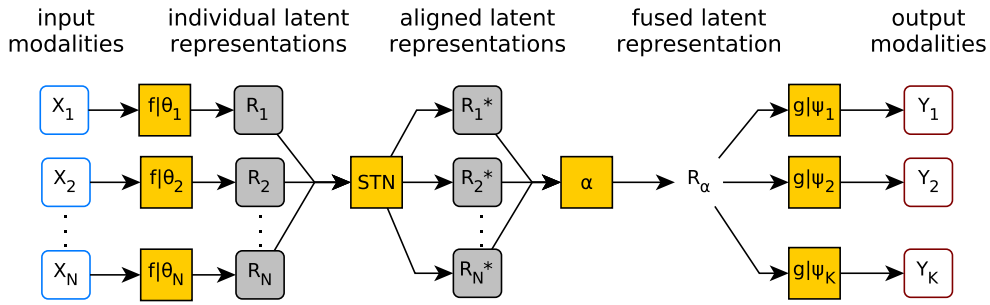 input modalities
individual latent representations
aligned latent representations
fused latent representation
output modalities
X1 f|θ1 R1 R1* g|ψ1 Y1
X2 f|θ2 R2 STN R2* α Rα g|ψ2 Y2
XN f|θN RN RN* g|ψK YK